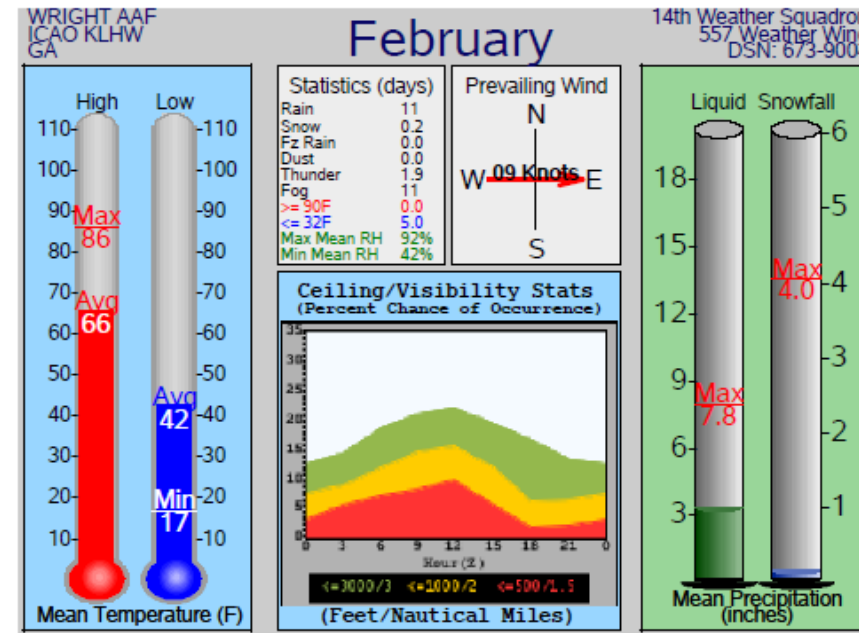 WRIGHT AAF
ICAO KLHW
GA
February
14th Weather Squadron
557 Weather Wing
DSN: 673-9004
High Low
110 110
100 100
90 90
Max
86
80 80
70 70
Avg
66
60 60
50 50
Avg
42
40 40
30 30
20 20
Min
17
10 10
Mean Temperature (F)
Statistics (days)
Rain 11
Snow 0.2
Fz Rain 0.0
Dust 0.0
Thunder 1.9
Fog 11
>= 90F 0.0
<= 32F 5.0
Max Mean RH 92%
Min Mean RH 42%
Prevailing Wind
N
W 09 Knots E
S
Ceiling/Visibility Stats
(Percent Chance of Occurrence)
35
30
25
20
15
10
5
0
0 3 6 9 12 15 18 21 0
Hour(Z)
<=3000/3 <=1000/2 <=500/1.5
(Feet/Nautical Miles)
Liquid Snowfall
6
18
5
15
Max
4.0
4
12
3
9
Max
7.8
2
6
3
1
Mean Precipitation
(inches)